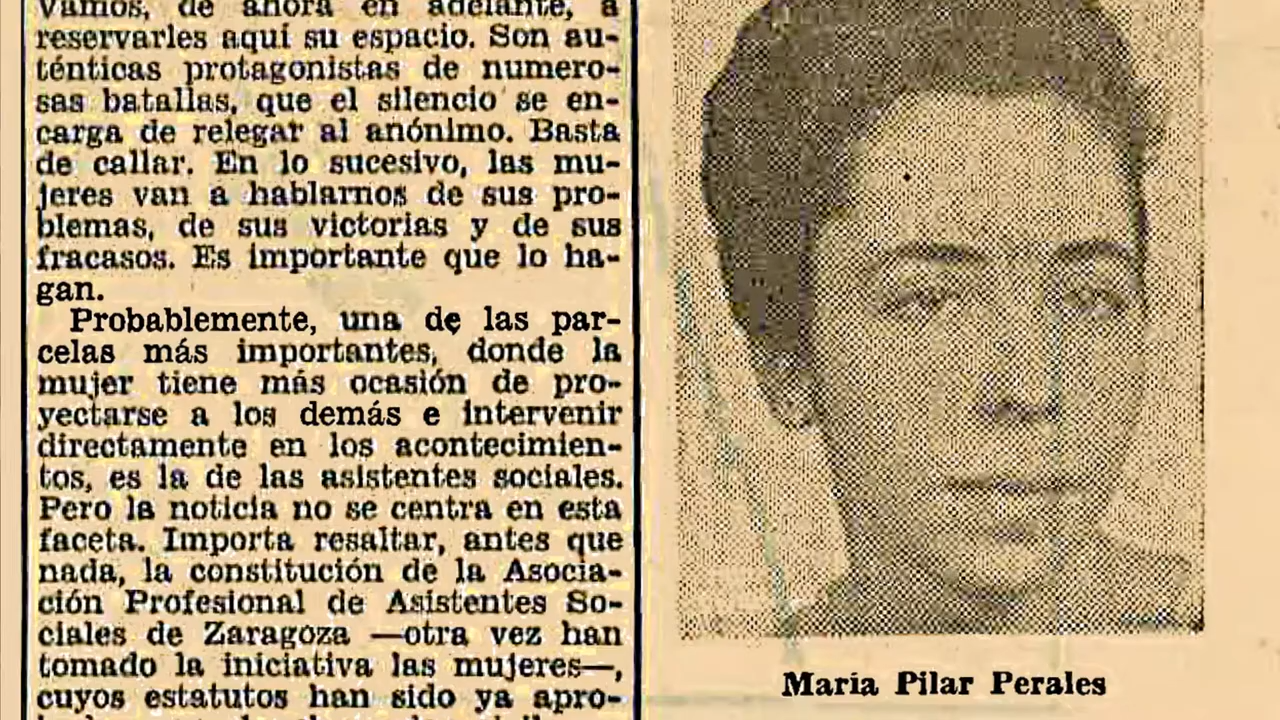 Vamos, de ahora en adelante, a
reservarles aquí su espacio. Son au-
ténticas protagonistas de numero-
sas batallas, que el silencio se en-
carga de relegar al anónimo. Basta
de callar. En lo sucesivo, las mu-
jeres van a hablarnos de sus pro-
blemas, de sus victorias y de sus
fracasos. Es importante que lo ha-
gan.
Probablemente, una de las par-
celas más importantes, donde la
mujer tiene más ocasión de pro-
yectarse a los demás e intervenir
directamente en los acontecimien-
tos, es la de las asistentes sociales.
Pero la noticia no se centra en esta
faceta. Importa resaltar, antes que
nada, la constitución de la Asocia-
ción Profesional de Asistentes So-
ciales de Zaragoza —otra vez han
tomado la iniciativa las mujeres—,
cuyos estatutos han sido ya apro-
María Pilar Perales